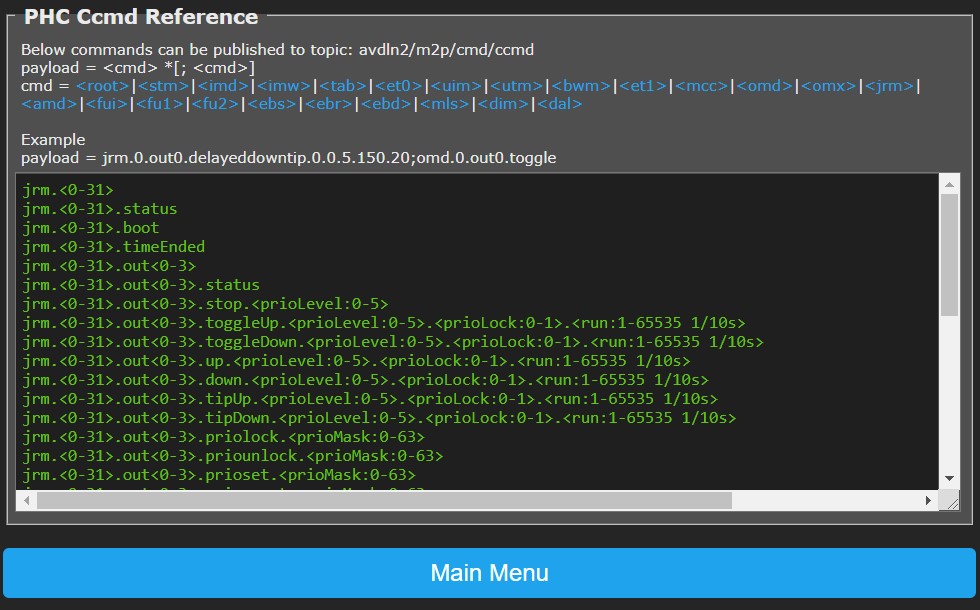 PHC Ccmd Reference
Below commands can be published to topic: avdln2/m2p/cmd/ccmd
payload = <cmd> *[; <cmd>]
cmd = <root>|<stm>|<imd>|<imw>|<tab>|<et0>|<uim>|<utm>|<bwm>|<et1>|<mcc>|<omd>|<omx>|<jrm>|
<amd>|<fui>|<fu1>|<fu2>|<ebs>|<ebr>|<ebd>|<mls>|<dim>|<dal>
Example
payload = jrm.0.out0.delayeddowntip.0.0.5.150.20;omd.0.out0.toggle
jrm.<0-31>
jrm.<0-31>.status
jrm.<0-31>.boot
jrm.<0-31>.timeEnded
jrm.<0-31>.out<0-3>
jrm.<0-31>.out<0-3>.status
jrm.<0-31>.out<0-3>.stop.<prioLevel:0-5>
jrm.<0-31>.out<0-3>.toggleUp.<prioLevel:0-5>.<prioLock:0-1>.<run:1-65535 1/10s>
jrm.<0-31>.out<0-3>.toggleDown.<prioLevel:0-5>.<prioLock:0-1>.<run:1-65535 1/10s>
jrm.<0-31>.out<0-3>.up.<prioLevel:0-5>.<prioLock:0-1>.<run:1-65535 1/10s>
jrm.<0-31>.out<0-3>.down.<prioLevel:0-5>.<prioLock:0-1>.<run:1-65535 1/10s>
jrm.<0-31>.out<0-3>.tipUp.<prioLevel:0-5>.<prioLock:0-1>.<run:1-65535 1/10s>
jrm.<0-31>.out<0-3>.tipDown.<prioLevel:0-5>.<prioLock:0-1>.<run:1-65535 1/10s>
jrm.<0-31>.out<0-3>.priolock.<prioMask:0-63>
jrm.<0-31>.out<0-3>.priounlock.<prioMask:0-63>
jrm.<0-31>.out<0-3>.prioset.<prioMask:0-63>
Main Menu